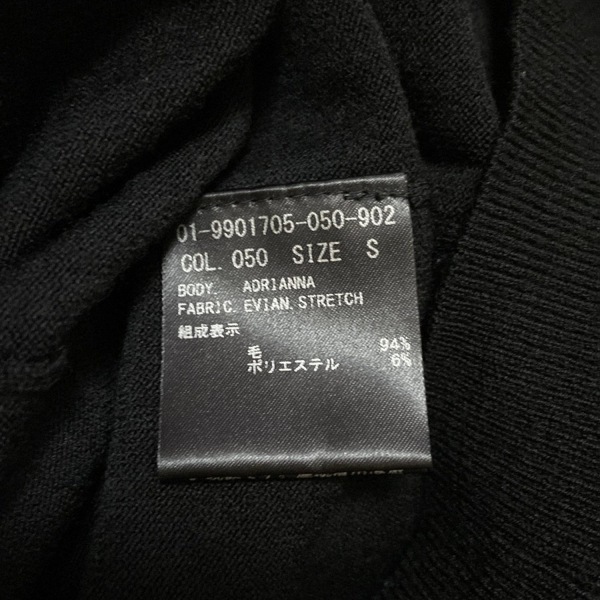 01-9901705-050-902
COL. 050 SIZE S
BODY. ADRIANNA
FABRIC. EVIAN. STRETCH
組成表示
毛 94%
ポリエステル 6%